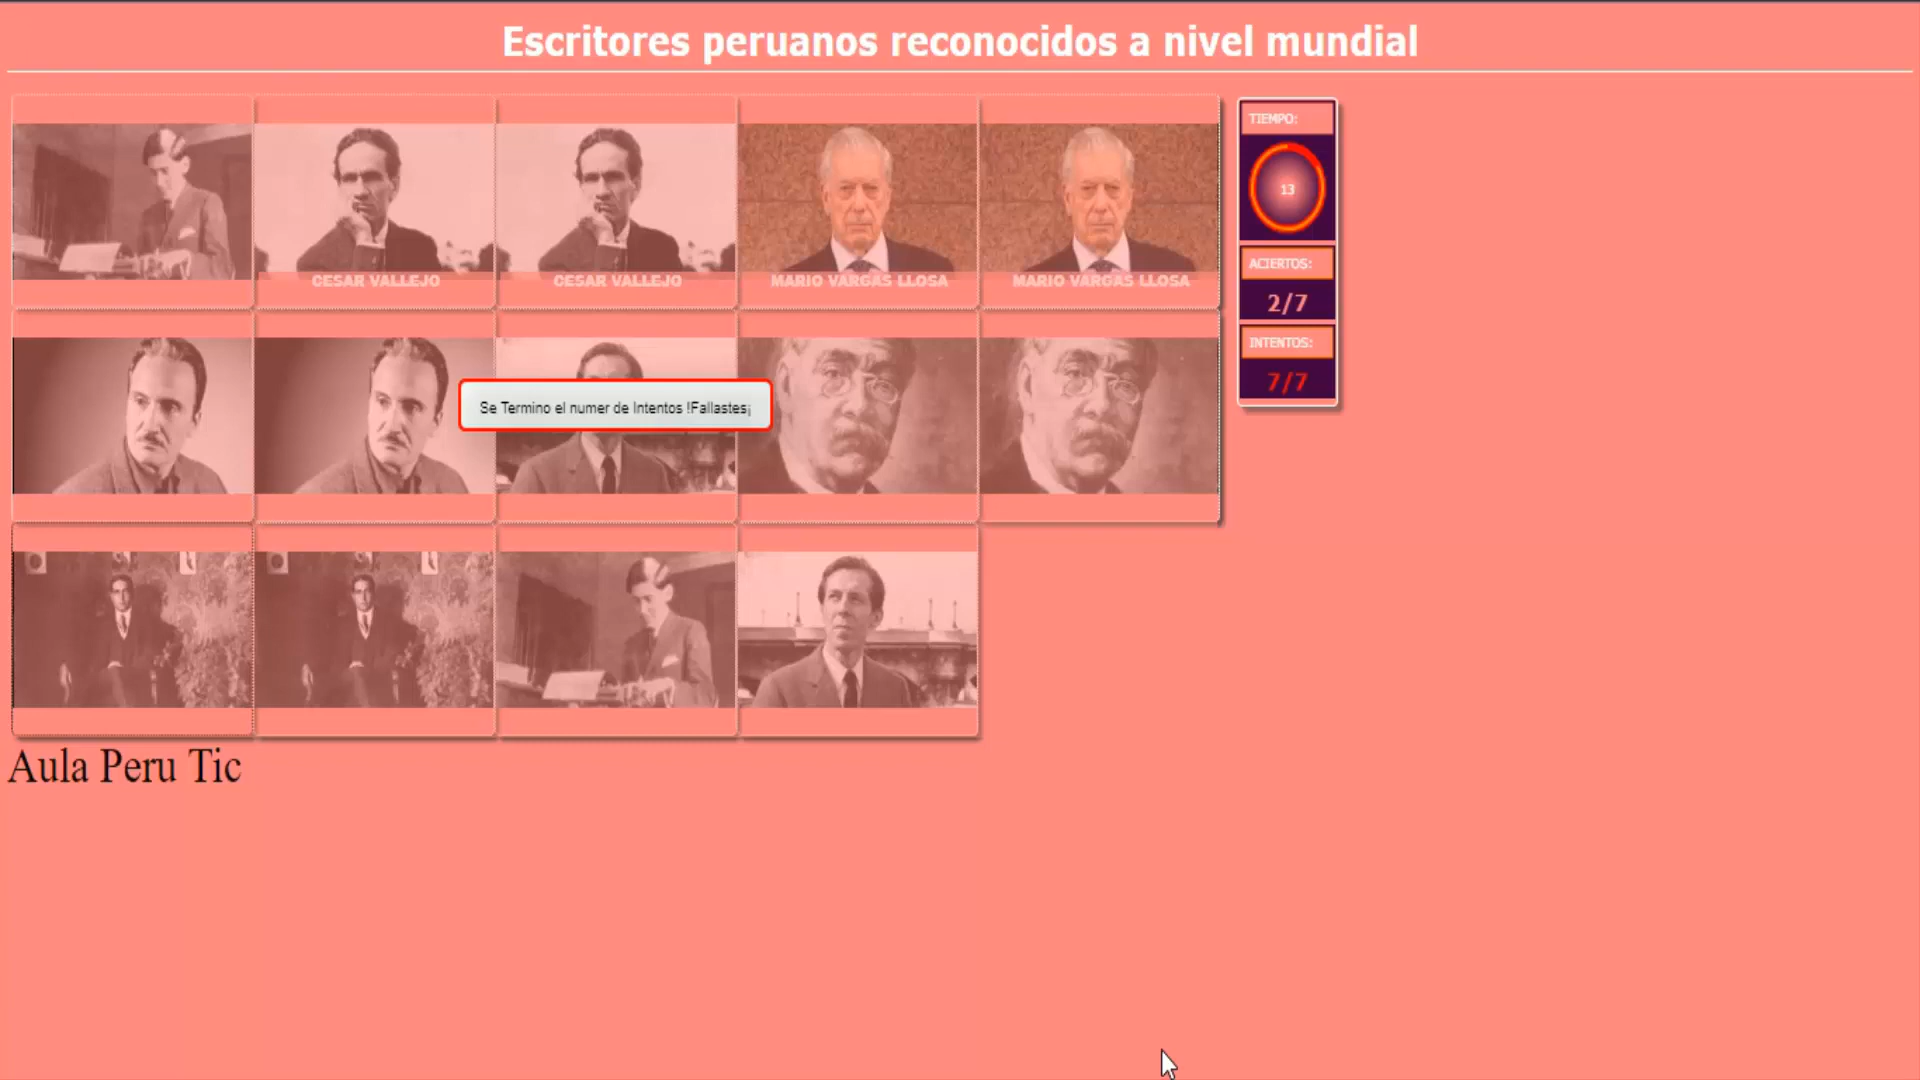 Escritores peruanos reconocidos a nivel mundial
TIEMPO:
13
ACIERTOS:
2/7
INTENTOS:
7/7
CESAR VALLEJO
CESAR VALLEJO
MARIO VARGAS LLOSA
MARIO VARGAS LLOSA
Se Termino el numer de Intentos !Fallastes¡
Aula Peru Tic